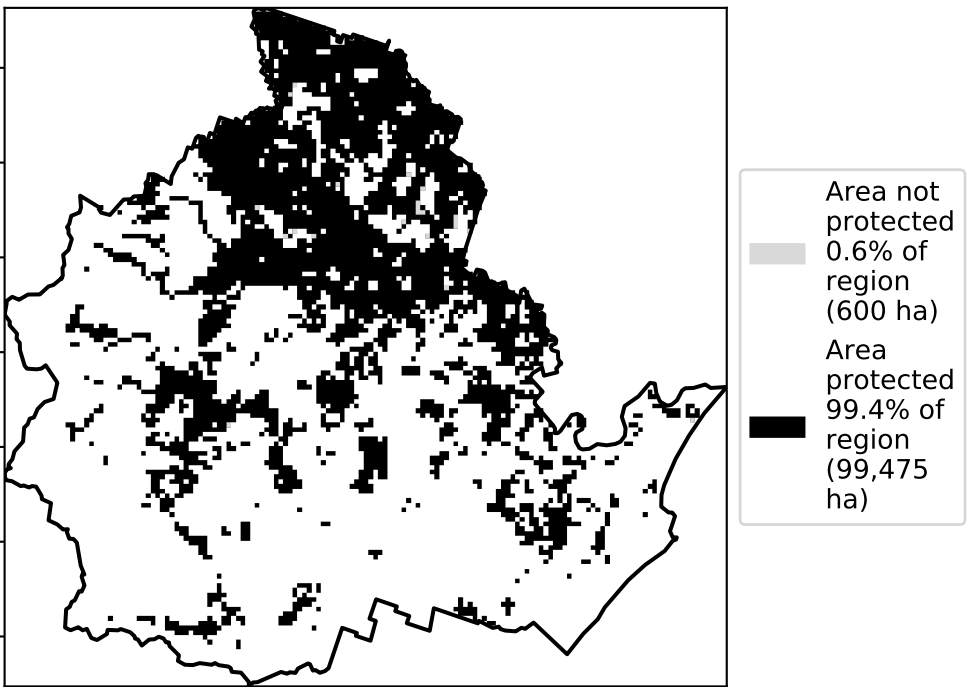 Area not
protected
0.6% of
region
(600 ha)
Area
protected
99.4% of
region
(99,475
ha)